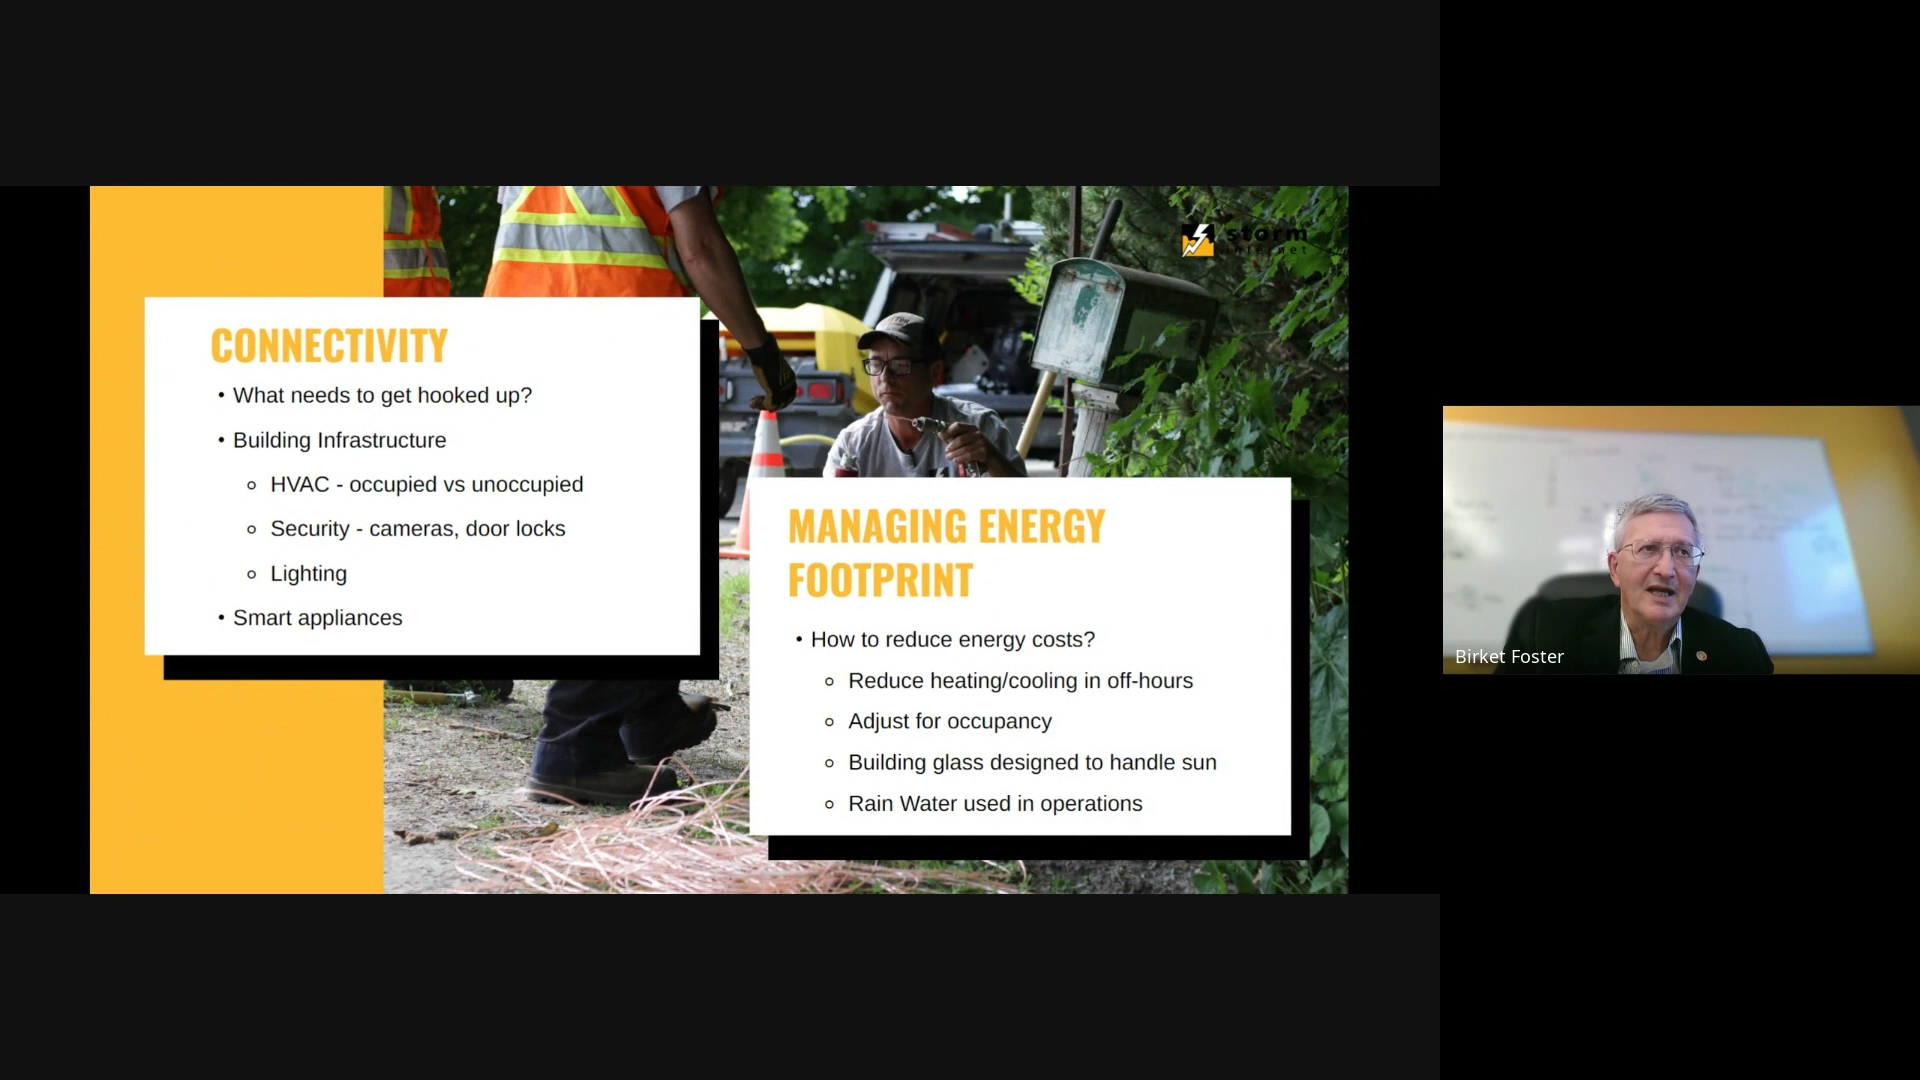 storm
internet
CONNECTIVITY
• What needs to get hooked up?
• Building Infrastructure
○ HVAC - occupied vs unoccupied
○ Security - cameras, door locks
○ Lighting
• Smart appliances
MANAGING ENERGY
FOOTPRINT
• How to reduce energy costs?
○ Reduce heating/cooling in off-hours
○ Adjust for occupancy
○ Building glass designed to handle sun
○ Rain Water used in operations
Birket Foster